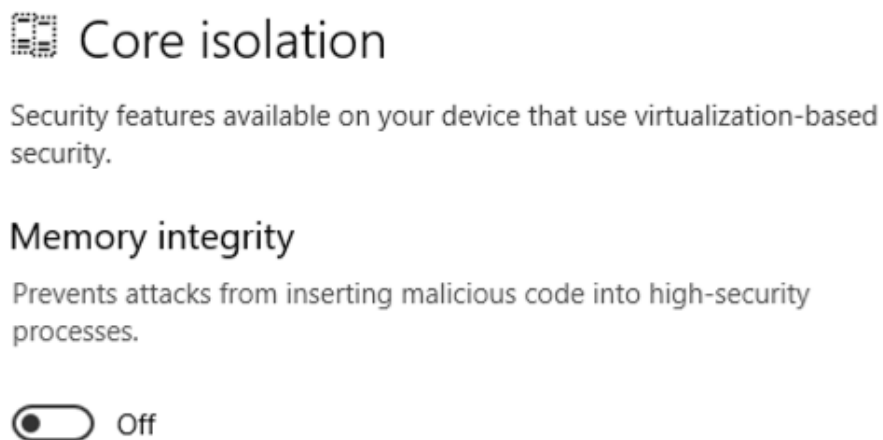 Core isolation
Security features available on your device that use virtualization-based
security.
Memory integrity
Prevents attacks from inserting malicious code into high-security
processes.
Off